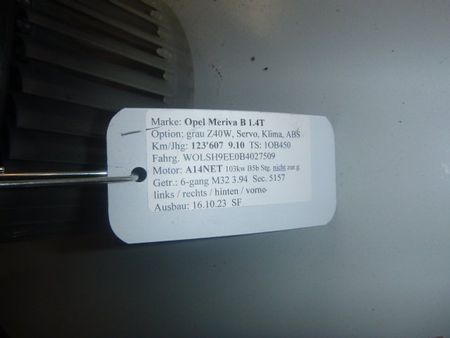 Marke: Opel Meriva B 1.4T
Option: grau Z40W, Servo, Klima, ABS
Km/Jhg: 123'607 9.10 TS: 1OB450
Fahrg. WOLSH9EE0B4027509
Motor: A14NET 103kw B5b Stg. nicht zur.g
Getr.: 6-gang M32 3.94 Sec. 5157
links / rechts / hinten / vorne
Ausbau: 16.10.23 SF